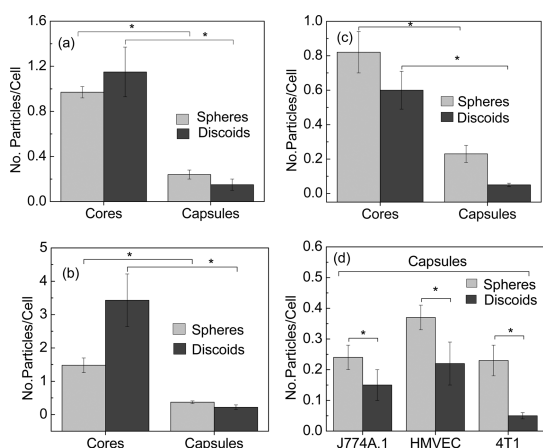 (a)
No. Particles/Cell
1.6
1.2
0.8
0.4
0.0
*
*
Spheres
Discoids
Cores
Capsules
(c)
No. Particles/Cell
0.8
0.6
0.4
0.2
0.0
*
*
Spheres
Discoids
Cores
Capsules
(b)
No.Particles/Cell
5
4
3
2
1
0
*
*
Spheres
Discoids
Cores
Capsules
(d)
No.Particles/Cell
0.6
0.5
0.4
0.3
0.2
0.1
0.0
Capsules
Spheres
Discoids
*
*
*
J774A.1
HMVEC
4T1